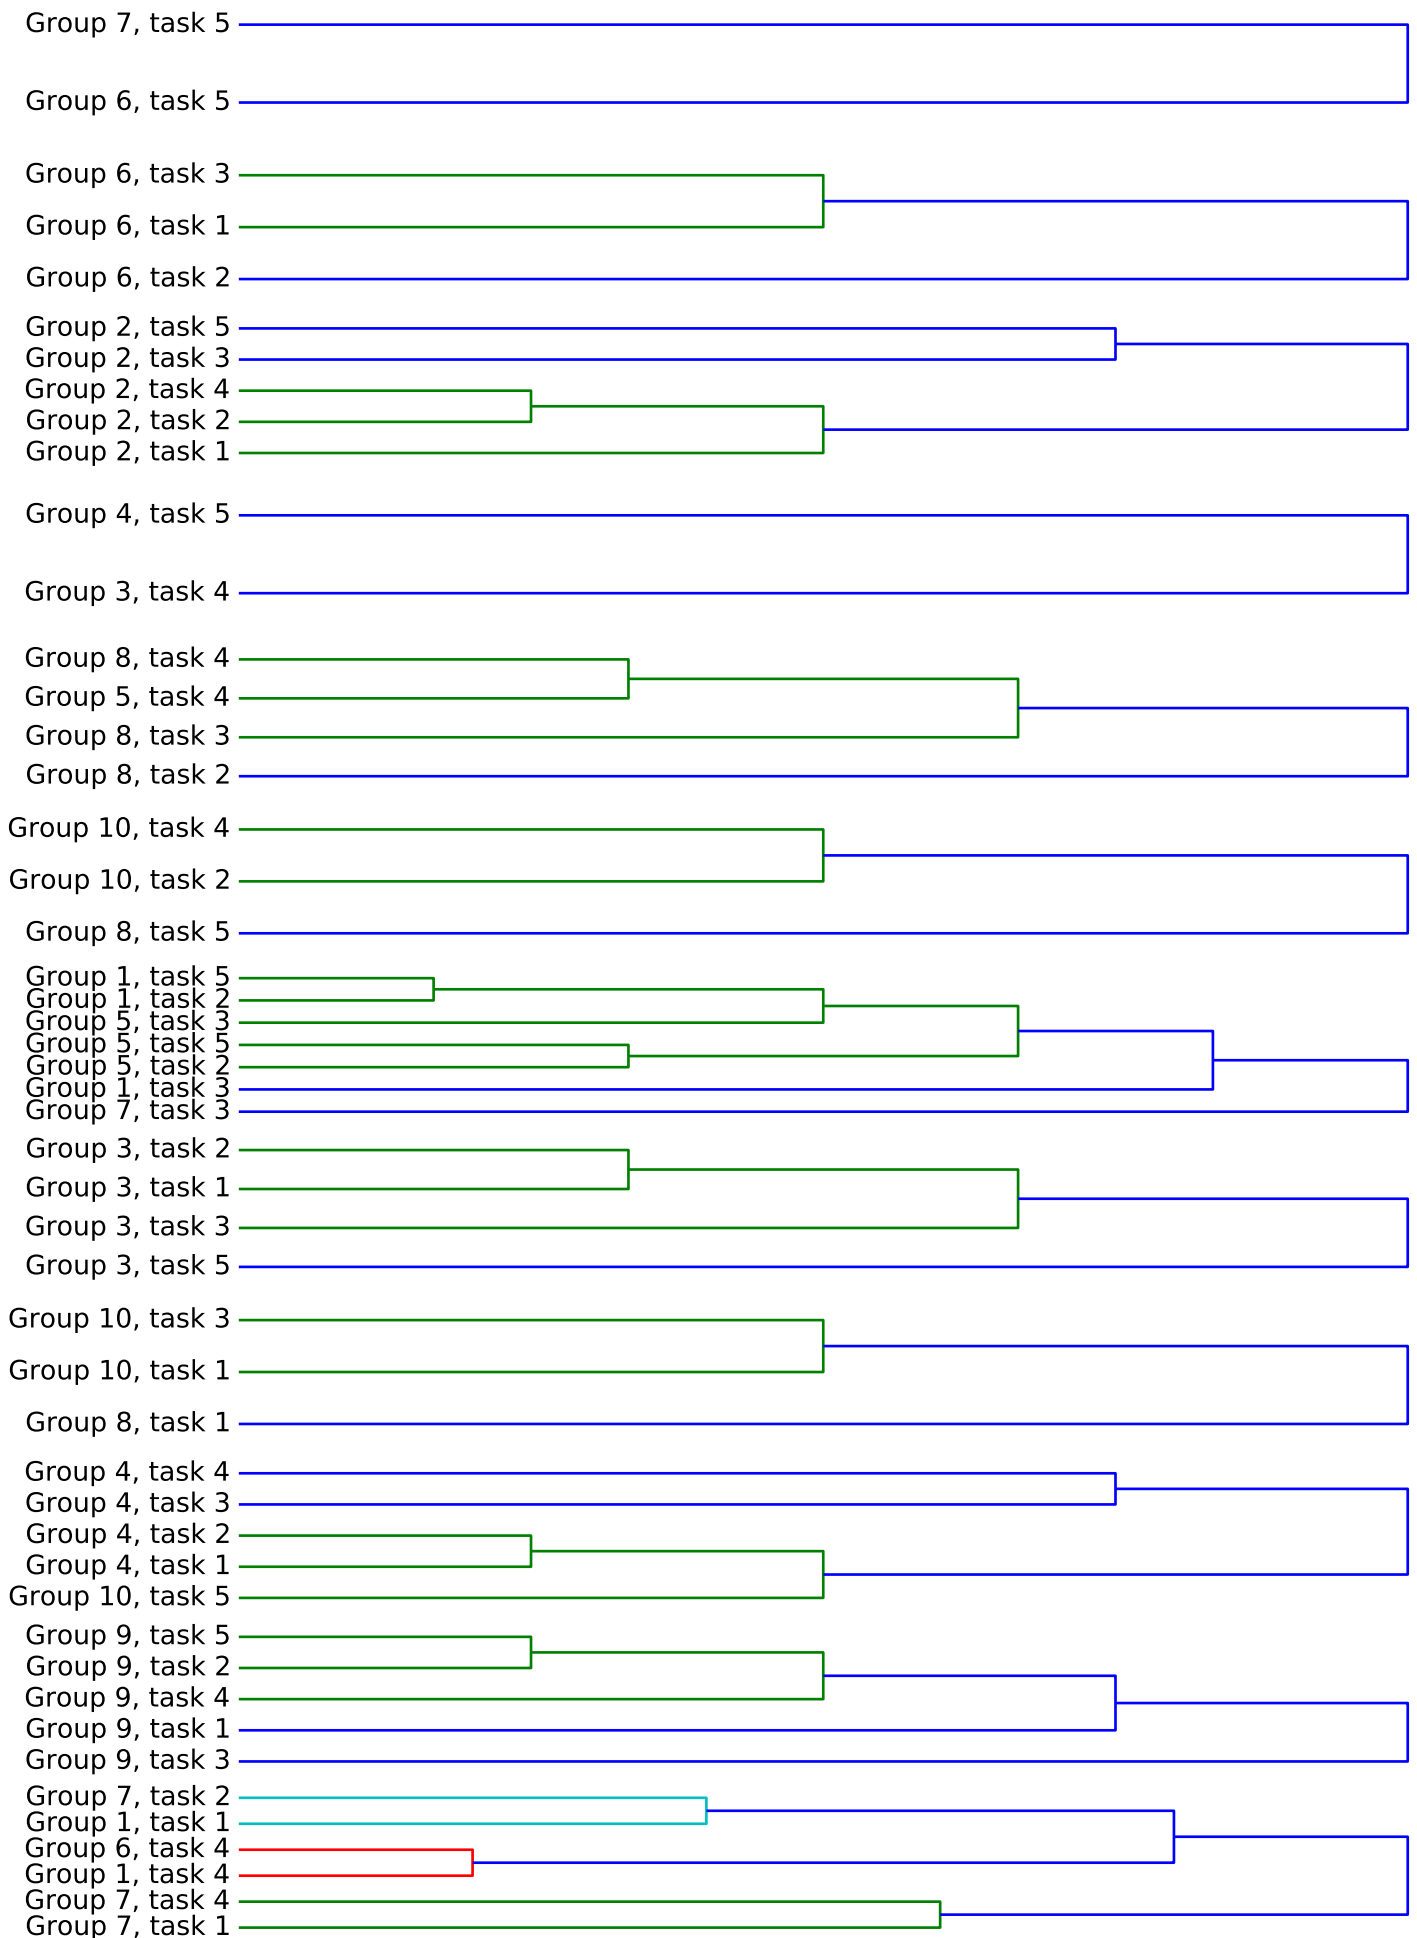 Group 7, task 5
Group 6, task 5
Group 6, task 3
Group 6, task 1
Group 6, task 2
Group 2, task 5
Group 2, task 3
Group 2, task 4
Group 2, task 2
Group 2, task 1
Group 4, task 5
Group 3, task 4
Group 8, task 4
Group 5, task 4
Group 8, task 3
Group 8, task 2
Group 10, task 4
Group 10, task 2
Group 8, task 5
Group 1, task 5
Group 1, task 2
Group 5, task 3
Group 5, task 5
Group 5, task 2
Group 1, task 3
Group 7, task 3
Group 3, task 2
Group 3, task 1
Group 3, task 3
Group 3, task 5
Group 10, task 3
Group 10, task 1
Group 8, task 1
Group 4, task 4
Group 4, task 3
Group 4, task 2
Group 4, task 1
Group 10, task 5
Group 9, task 5
Group 9, task 2
Group 9, task 4
Group 9, task 1
Group 9, task 3
Group 7, task 2
Group 1, task 1
Group 6, task 4
Group 1, task 4
Group 7, task 4
Group 7, task 1